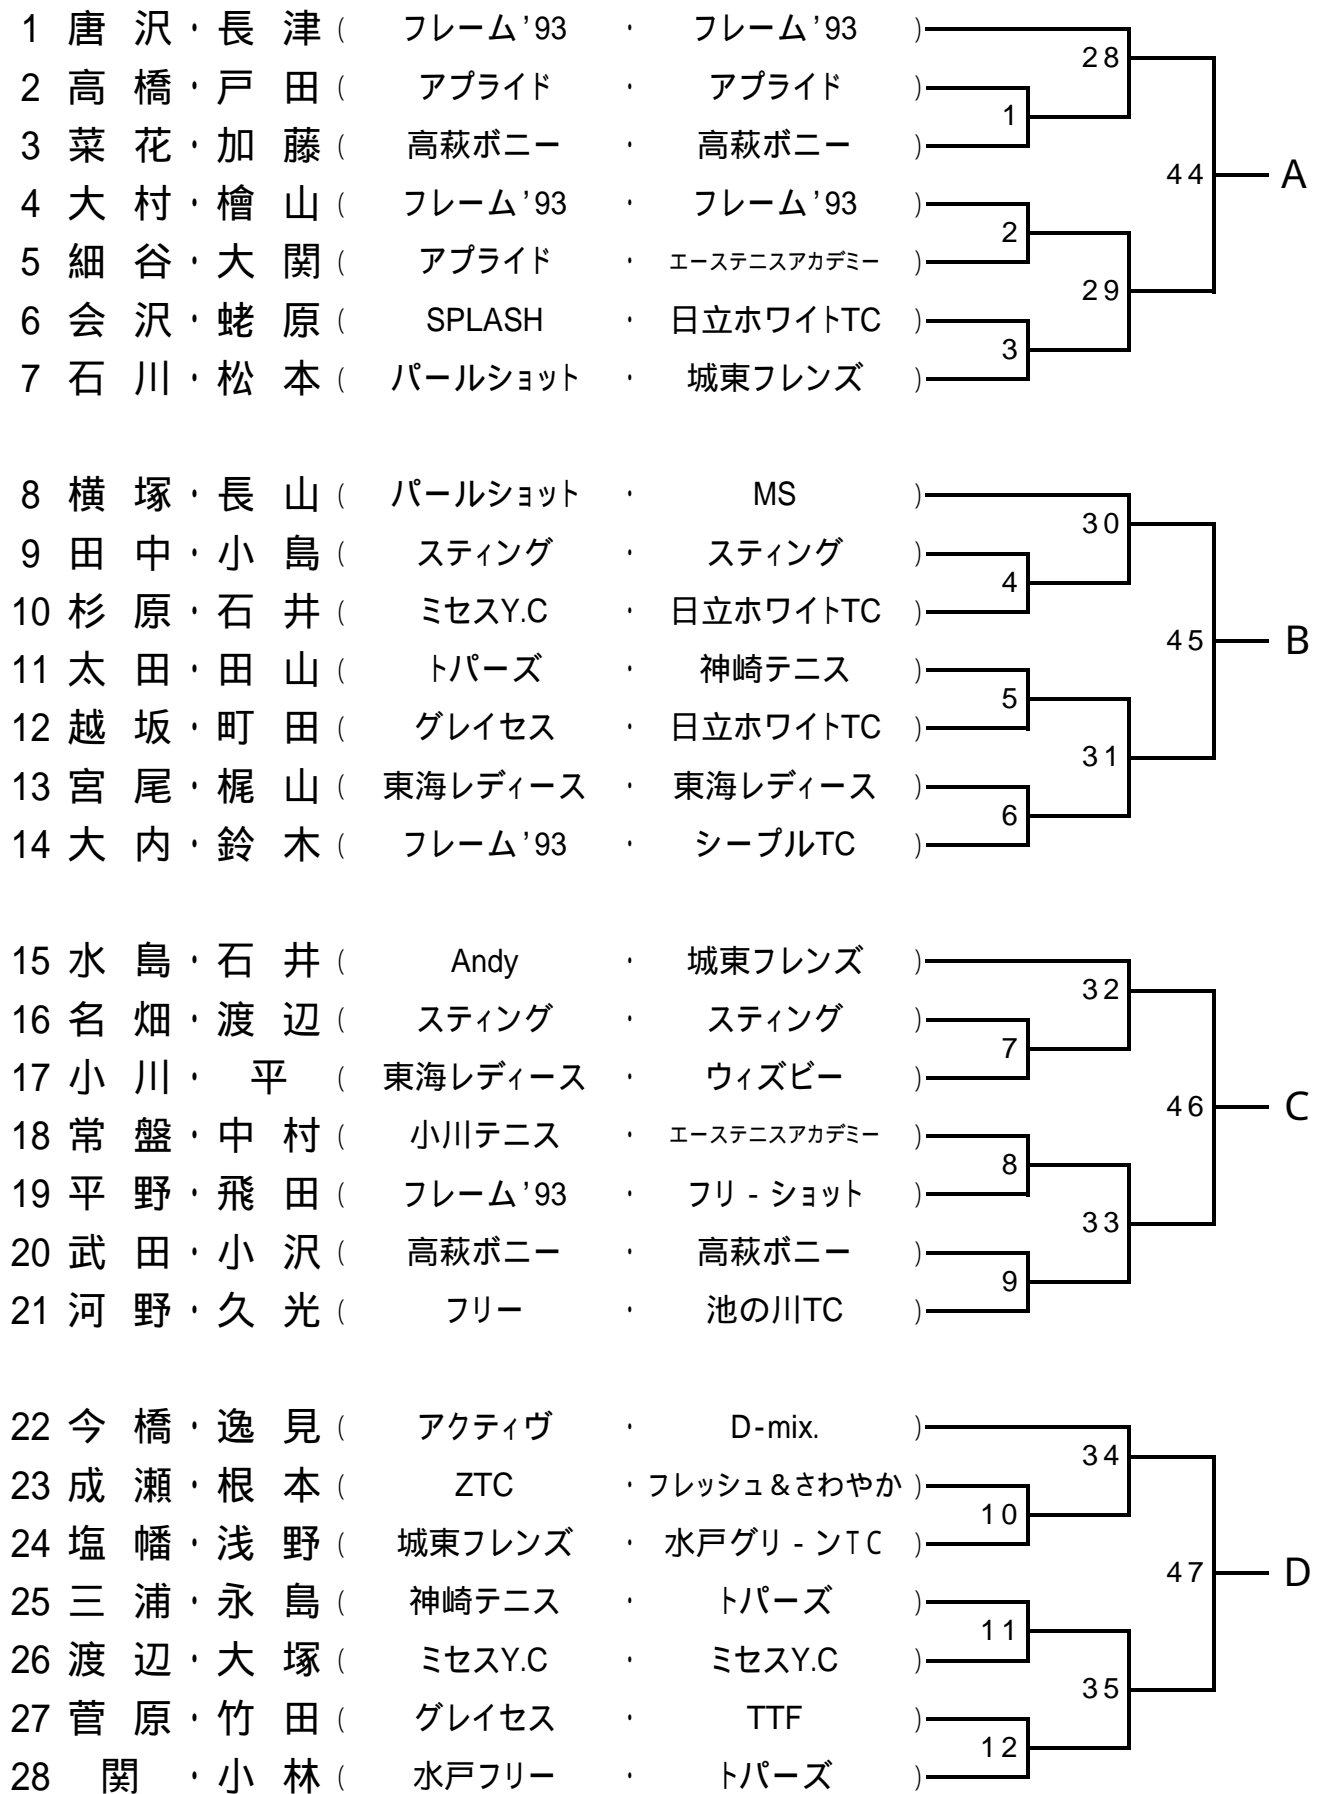 1 唐 沢・長 津 ( フレーム’93 ・ フレーム’93 )
28
2 高 橋・戸 田 ( アプライド ・ アプライド )
1
3 菜 花・加 藤 ( 高萩ボニー ・ 高萩ボニー )
44 A
4 大 村・檜 山 ( フレーム’93 ・ フレーム’93 )
2
5 細 谷・大 関 ( アプライド ・ エーステニスアカデミー )
29
6 会 沢・蛯 原 ( SPLASH ・ 日立ホワイトTC )
3
7 石 川・松 本 ( パールショット ・ 城東フレンズ )
8 横 塚・長 山 ( パールショット ・ MS )
30
9 田 中・小 島 ( スティング ・ スティング )
4
10 杉 原・石 井 ( ミセスY.C ・ 日立ホワイトTC )
45 B
11 太 田・田 山 ( トパーズ ・ 神崎テニス )
5
12 越 坂・町 田 ( グレイセス ・ 日立ホワイトTC )
31
13 宮 尾・梶 山 ( 東海レディース ・ 東海レディース )
6
14 大 内・鈴 木 ( フレーム’93 ・ シープルTC )
15 水 島・石 井 ( Andy ・ 城東フレンズ )
32
16 名 畑・渡 辺 ( スティング ・ スティング )
7
17 小 川・ 平 ( 東海レディース ・ ウィズビー )
46 C
18 常 盤・中 村 ( 小川テニス ・ エーステニスアカデミー )
8
19 平 野・飛 田 ( フレーム’93 ・ フリ-ショット )
33
20 武 田・小 沢 ( 高萩ボニー ・ 高萩ボニー )
9
21 河 野・久 光 ( フリー ・ 池の川TC )
22 今 橋・逸 見 ( アクティヴ ・ D-mix. )
34
23 成 瀬・根 本 ( ZTC ・ フレッシュ&さわやか )
10
24 塩 幡・浅 野 ( 城東フレンズ ・ 水戸グリ-ンTC )
47 D
25 三 浦・永 島 ( 神崎テニス ・ トパーズ )
11
26 渡 辺・大 塚 ( ミセスY.C ・ ミセスY.C )
35
27 菅 原・竹 田 ( グレイセス ・ TTF )
12
28 関 ・小 林 ( 水戸フリー ・ トパーズ )